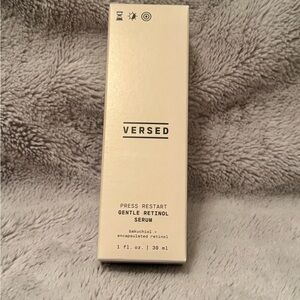 VERSED
PRESS RESTART
GENTLE RETINOL
SERUM
bakuchiol +
encapsulated retinol
1 fl. oz. | 30 ml